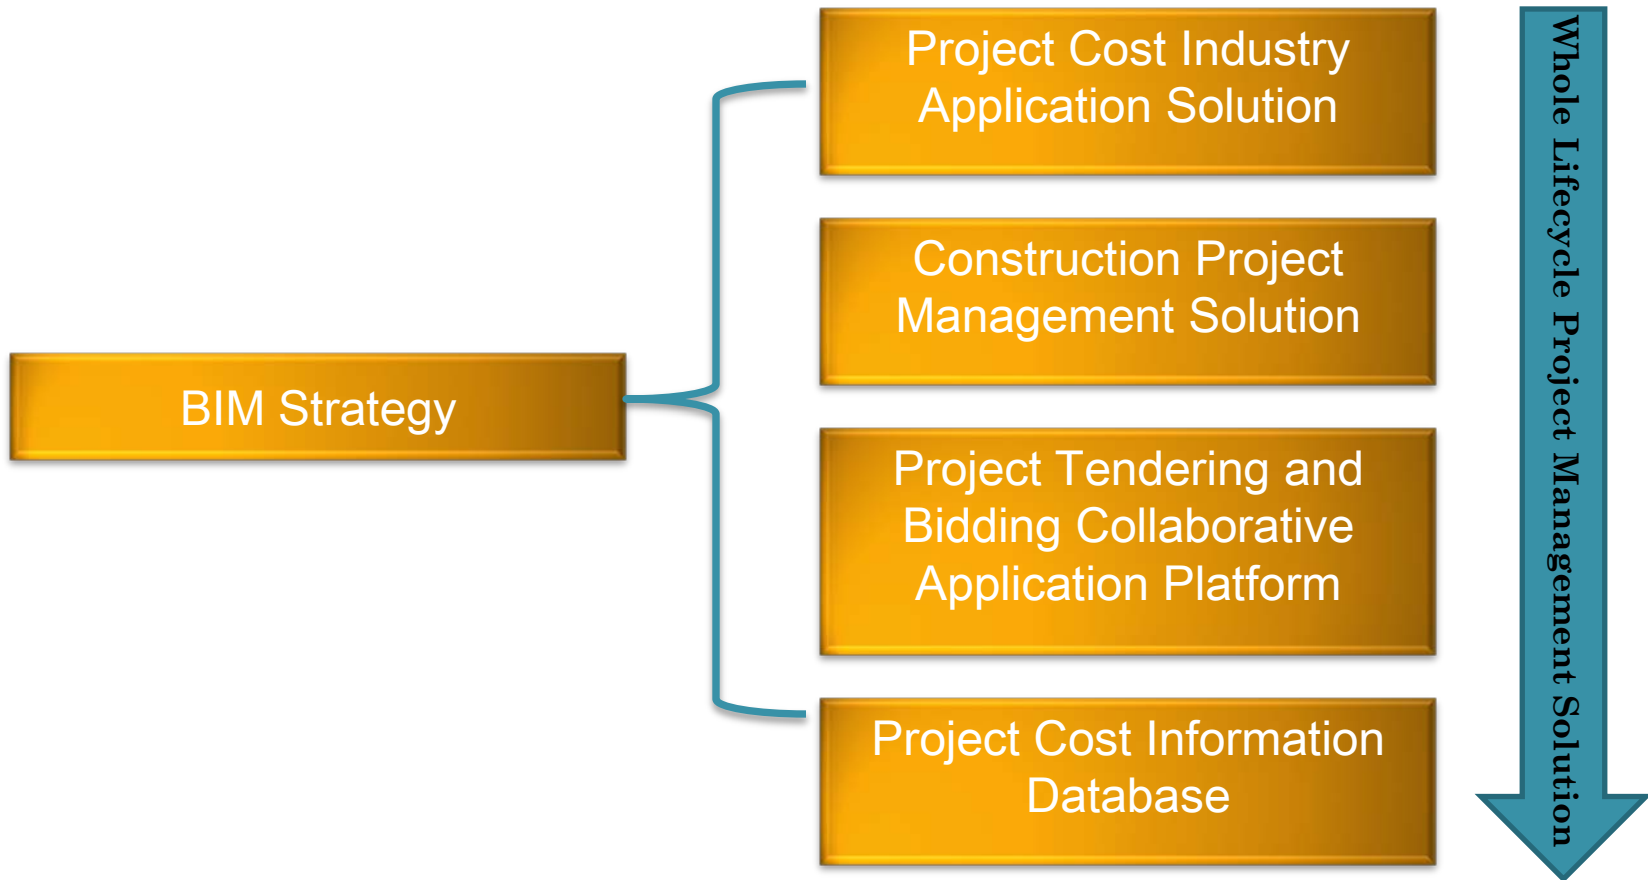 Project Cost Industry
Application Solution
Construction Project
Management Solution
BIM Strategy
Project Tendering and
Bidding Collaborative
Application Platform
Project Cost Information
Database
Whole Lifecycle Project Management Solution